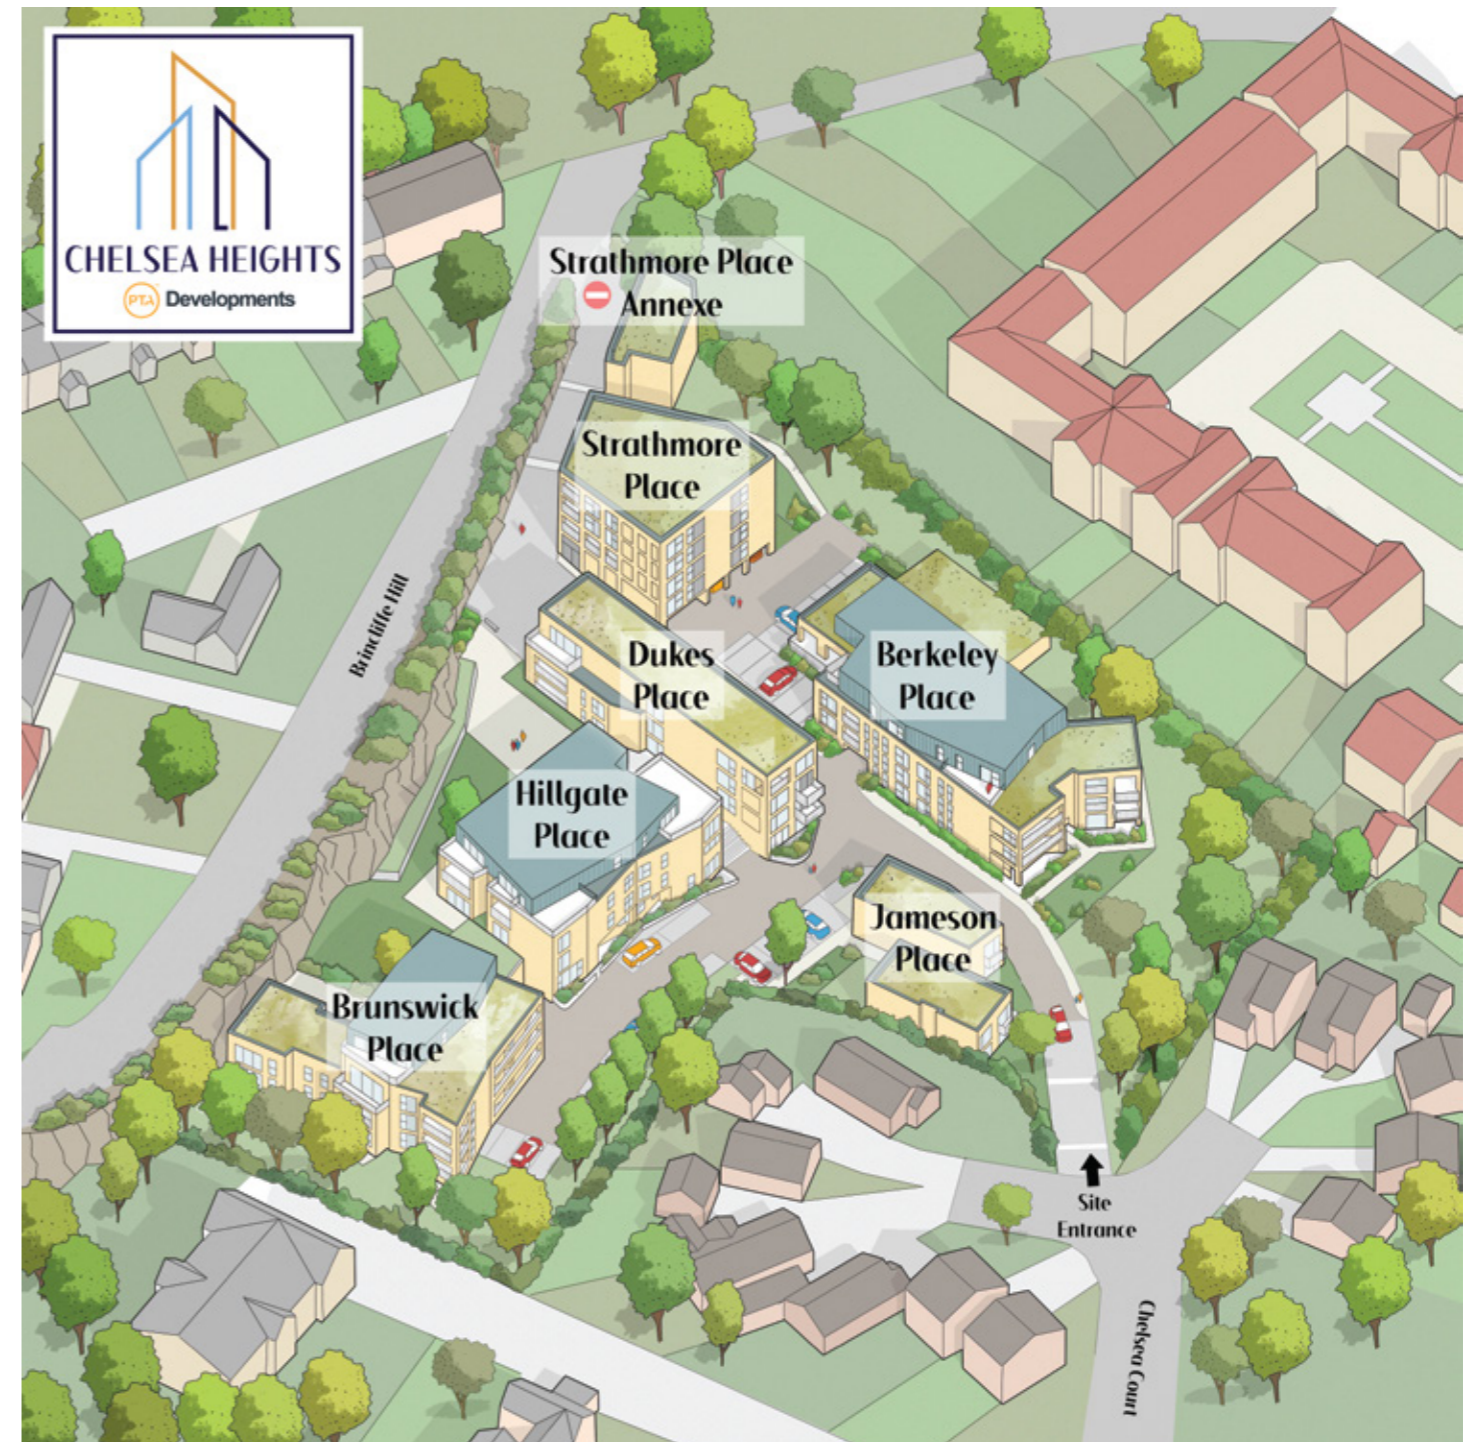 CHELSEA HEIGHTS
PTA Developments
Strathmore Place
Annexe
Strathmore
Place
Dukes
Place
Berkeley
Place
Brincliffe Hill
Hillgate
Place
Jameson
Place
Brunswick
Place
Site
Entrance
Chelsea Court